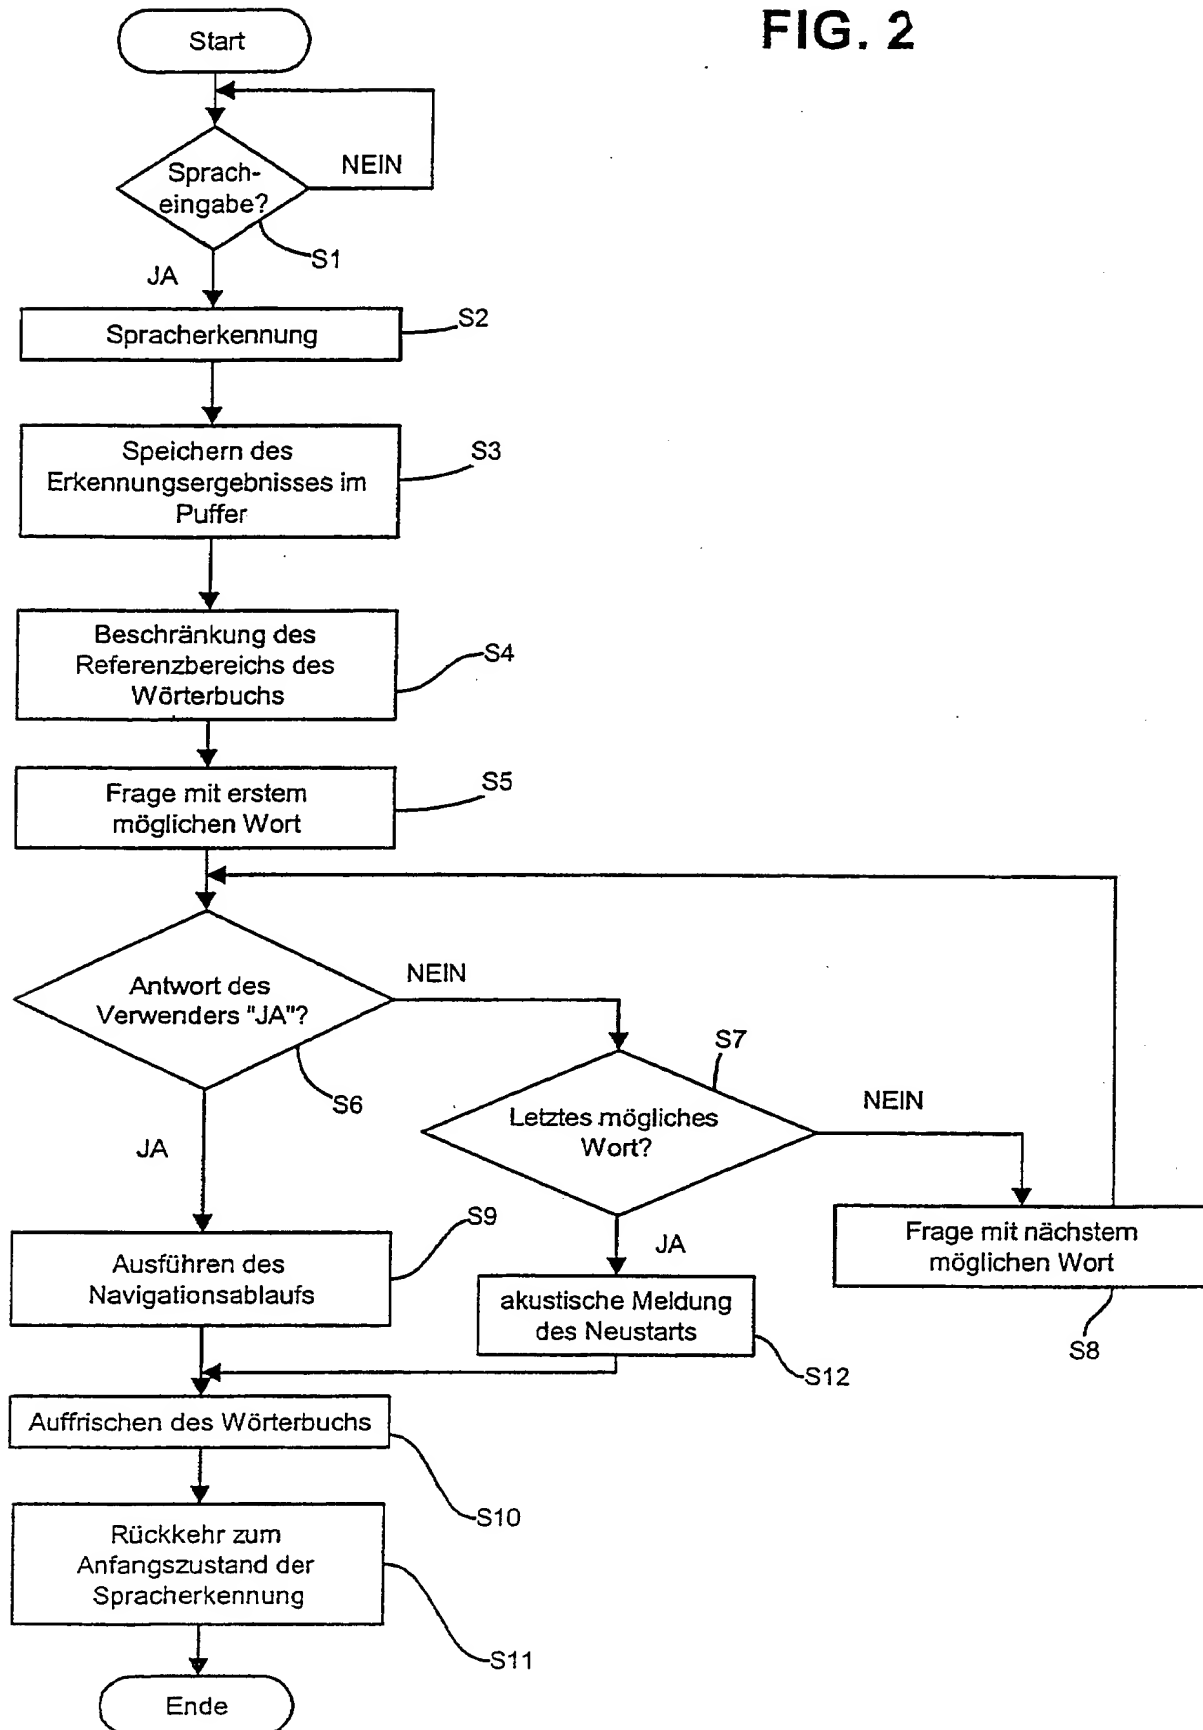 FIG. 2
Start
NEIN
Sprach-
eingabe?
S1
JA
Spracherkennung
S2
Speichern des
Erkennungsergebnisses im
Puffer
S3
Beschränkung des
Referenzbereichs des
Wörterbuchs
S4
Frage mit erstem
möglichen Wort
S5
Antwort des
Verwenders "JA"?
NEIN
S6
JA
S7
Letztes mögliches
Wort?
NEIN
JA
Frage mit nächstem
möglichen Wort
S8
Ausführen des
Navigationsablaufs
S9
akustische Meldung
des Neustarts
S12
Auffrischen des Wörterbuchs
S10
Rückkehr zum
Anfangszustand der
Spracherkennung
S11
Ende